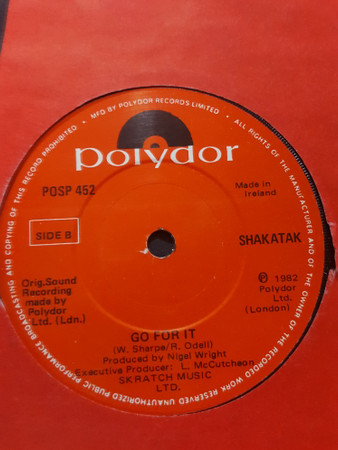 MFD BY POLYDOR RECORDS LIMITED • ALL RIGHTS OF THE MANUFACTURER AND OF THE OWNER OF THE RECORDED WORK RESERVED UNAUTHORISED PUBLIC PERFORMANCE BROADCASTING AND COPYING OF THIS RECORD PROHIBITED •
polydor
POSP 452
Made in
Ireland
SIDE B
SHAKATAK
Orig.Sound
Recording
made by
Polydor
Ltd. (Ldn.)
℗ 1982
Polydor
Ltd.
(London)
GO FOR IT
(W. Sharpe/R. Odell)
Produced by Nigel Wright
Executive Producer: L. McCutcheon
SKRATCH MUSIC
LTD.